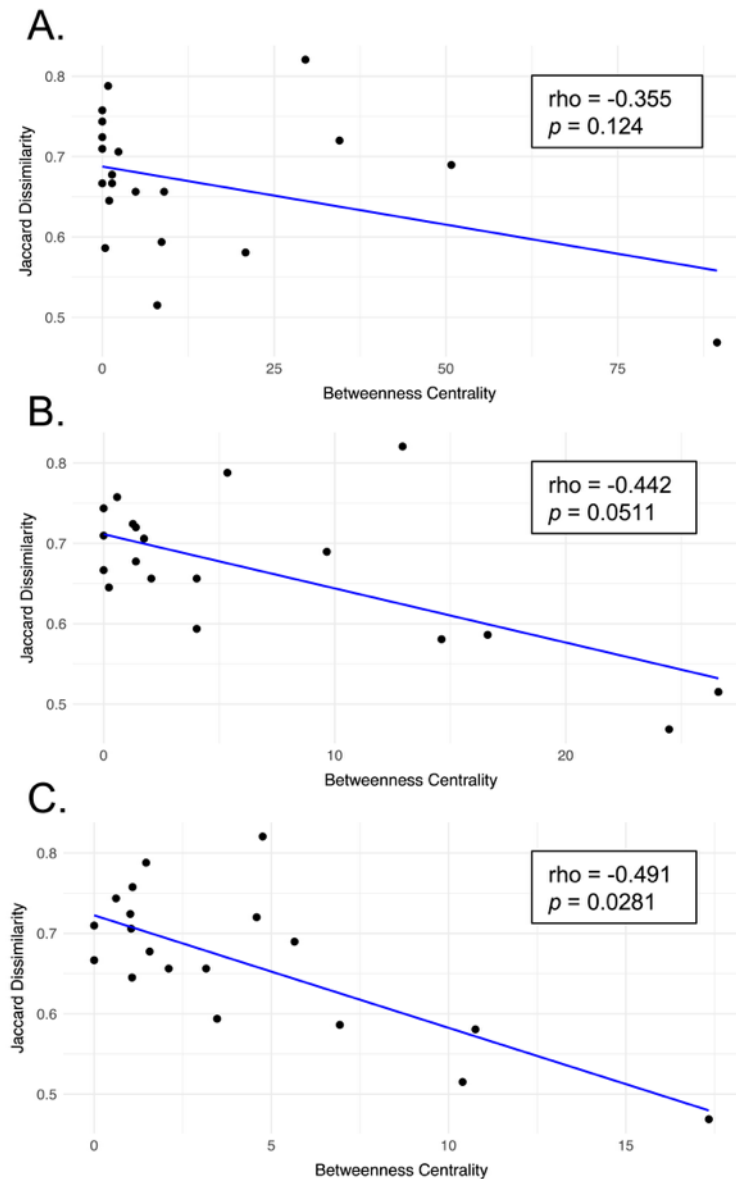 A.
0.8
0.7
0.6
0.5
Jaccard Dissimilarity
rho = -0.355
p = 0.124
0 25 50 75
Betweenness Centrality
B.
0.8
0.7
0.6
0.5
Jaccard Dissimilarity
rho = -0.442
p = 0.0511
0 10 20
Betweenness Centrality
C.
0.8
0.7
0.6
0.5
Jaccard Dissimilarity
rho = -0.491
p = 0.0281
0 5 10 15
Betweenness Centrality